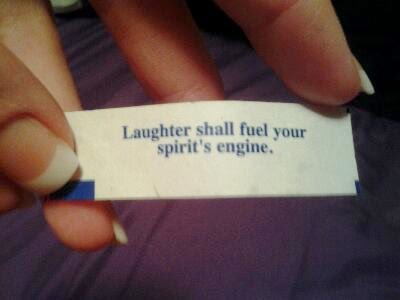 Laughter shall fuel your
spirit's engine.